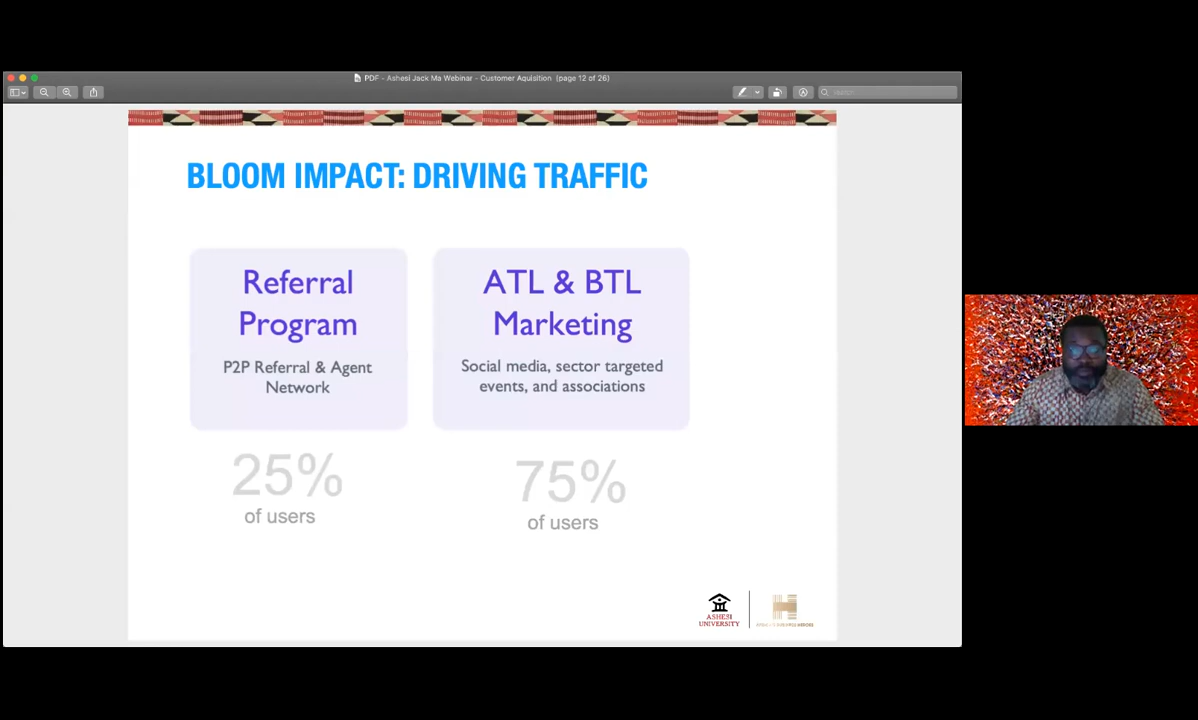 PDF - Ashesi Jack Ma Webinar - Customer Aquisition (page 12 of 26)
Search
BLOOM IMPACT: DRIVING TRAFFIC
Referral
Program
P2P Referral & Agent
Network
25%
of users
ATL & BTL
Marketing
Social media, sector targeted
events, and associations
75%
of users
ASHESI
UNIVERSITY